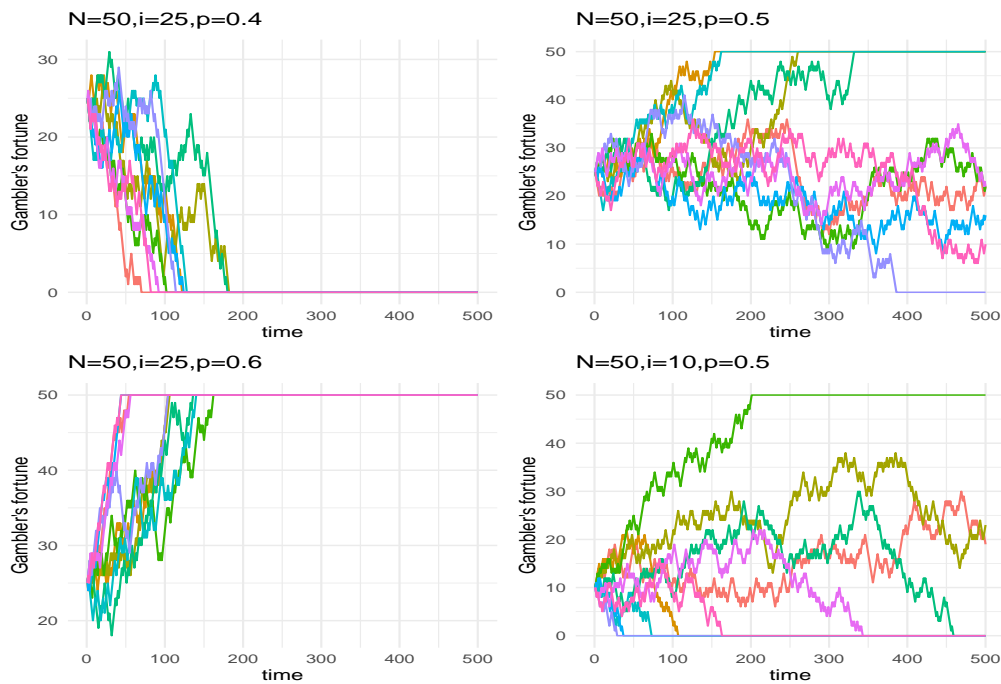 N=50,i=25,p=0.4
Gambler's fortune
30
20
10
0
0 100 200 300 400 500
time
N=50,i=25,p=0.5
Gambler's fortune
50
40
30
20
10
0
0 100 200 300 400 500
time
N=50,i=25,p=0.6
Gambler's fortune
50
40
30
20
0 100 200 300 400 500
time
N=50,i=10,p=0.5
Gambler's fortune
50
40
30
20
10
0
0 100 200 300 400 500
time